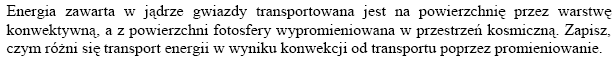 Energia zawarta w jądrze gwiazdy transportowana jest na powierzchnię przez warstwę
konwektywną, a z powierzchni fotosfery wypromieniowana w przestrzeń kosmiczną. Zapisz,
czym różni się transport energii w wyniku konwekcji od transportu poprzez promieniowanie.